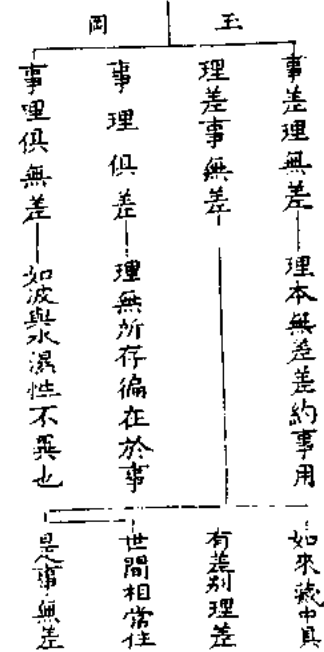 玉岡
事差理無差
理本無差差約事用
理差事無差
事理俱差
理無所存徧在於事
事理俱無差
如波與水濕性不異也
如來藏中具
有差別理差
世間相常住
是事無差